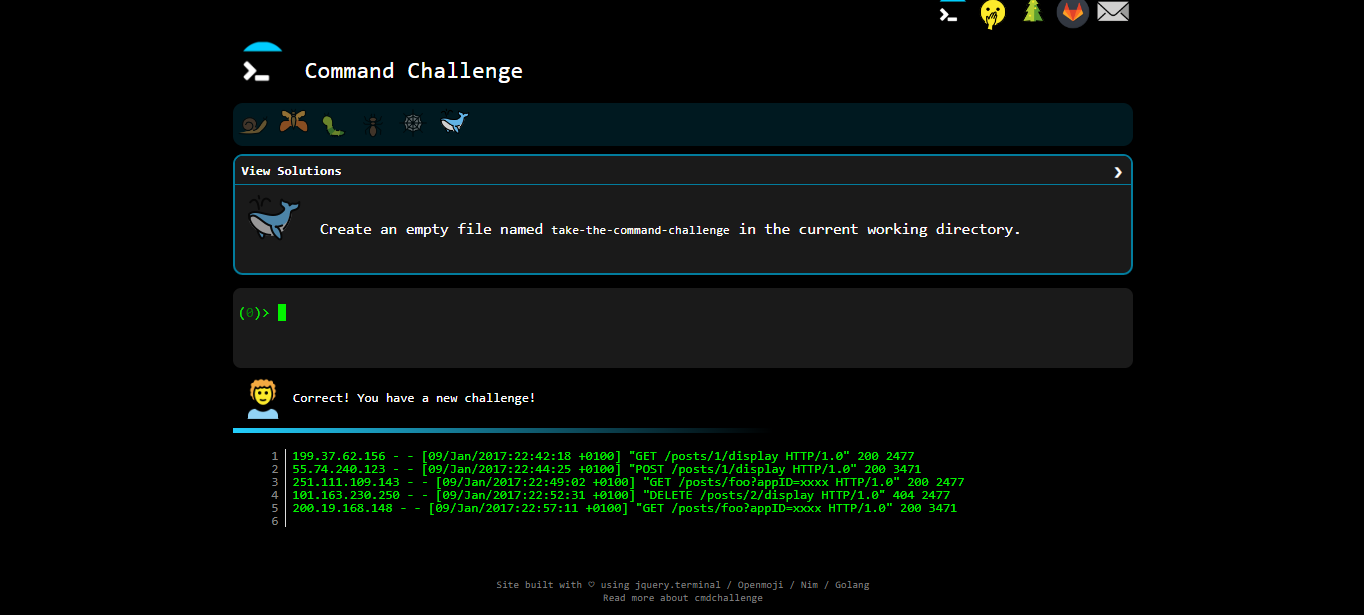 Command Challenge
View Solutions ❯
Create an empty file named take-the-command-challenge in the current working directory.
(0)>
Correct! You have a new challenge!
1 199.37.62.156 - - [09/Jan/2017:22:42:18 +0100] "GET /posts/1/display HTTP/1.0" 200 2477
2 55.74.240.123 - - [09/Jan/2017:22:44:25 +0100] "POST /posts/1/display HTTP/1.0" 200 3471
3 251.111.109.143 - - [09/Jan/2017:22:49:02 +0100] "GET /posts/foo?appID=xxxx HTTP/1.0" 200 2477
4 101.163.230.250 - - [09/Jan/2017:22:52:31 +0100] "DELETE /posts/2/display HTTP/1.0" 404 2477
5 200.19.168.148 - - [09/Jan/2017:22:57:11 +0100] "GET /posts/foo?appID=xxxx HTTP/1.0" 200 3471
6
Site built with ♡ using jquery.terminal / Openmoji / Nim / Golang
Read more about cmdchallenge